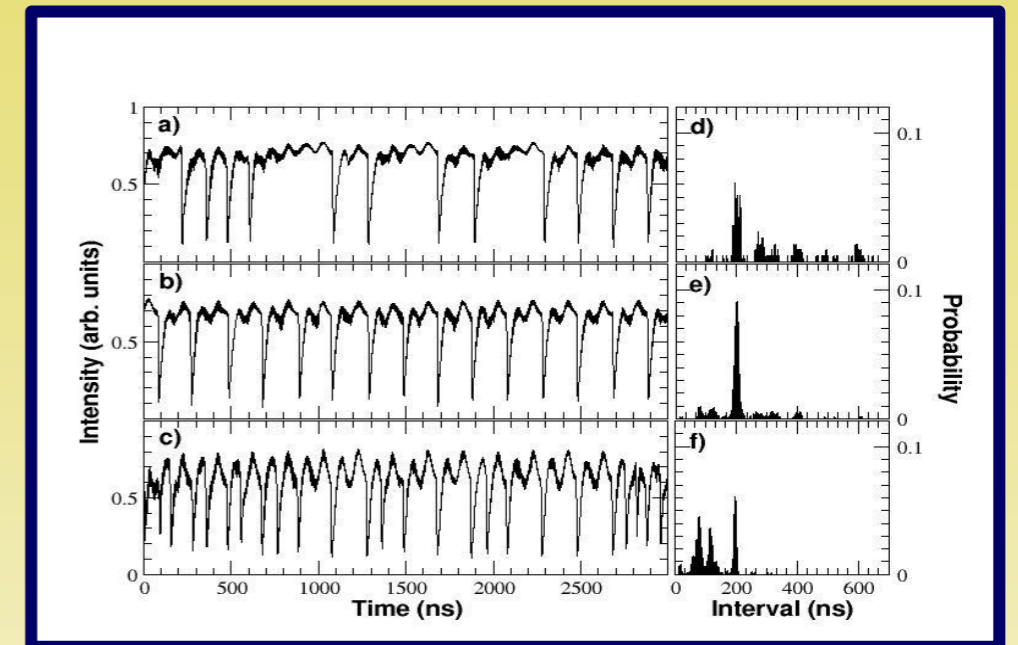 1
a)
d)
0.1
0.5
0
b)
e)
0.1
0.5
0
c)
f)
0.1
0.5
0
0
0 500 1000 1500 2000 2500
0 200 400 600
Time (ns)
Interval (ns)
Intensity (arb. units)
Probability